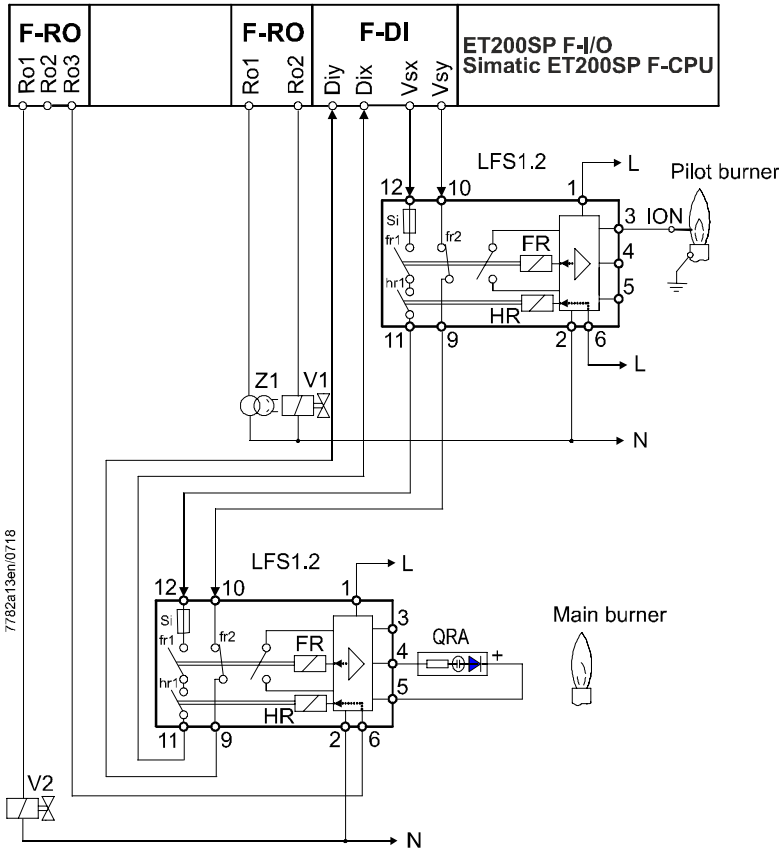 F-RO
F-RO
F-DI
ET200SP F-I/O
Simatic ET200SP F-CPU
Ro1
Ro2
Ro3
Ro1
Ro2
Diy
Dix
Vsx
Vsy
LFS1.2
L
Pilot burner
12
10
1
3
ION
Si
fr1
fr2
FR
4
hr1
5
HR
11
9
2
6
L
Z1
V1
N
7782a13en/0718
LFS1.2
L
12
10
1
3
Main burner
Si
fr1
fr2
FR
4
QRA
+
hr1
5
HR
11
9
2
6
V2
N